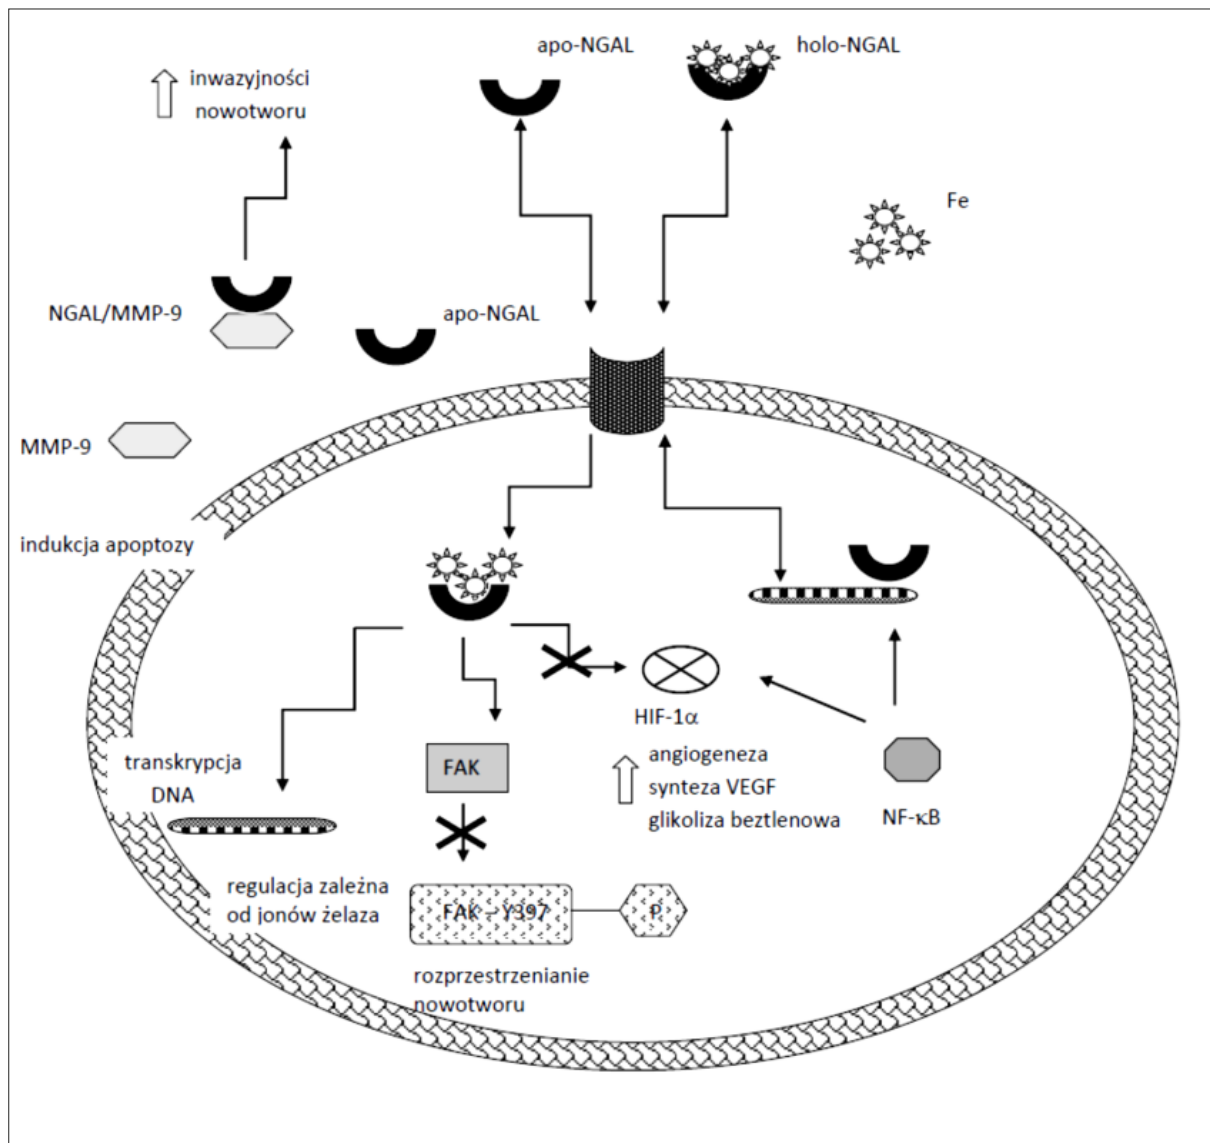 apo-NGAL
holo-NGAL
inwazyjności
nowotworu
Fe
NGAL/MMP-9
apo-NGAL
MMP-9
indukcja apoptozy
HIF-1α
transkrypcja
DNA
FAK
angiogeneza
synteza VEGF
glikoliza beztlenowa
NF-κB
regulacja zależna
od jonów żelaza
FAK – Y397
P
rozprzestrzenianie
nowotworu